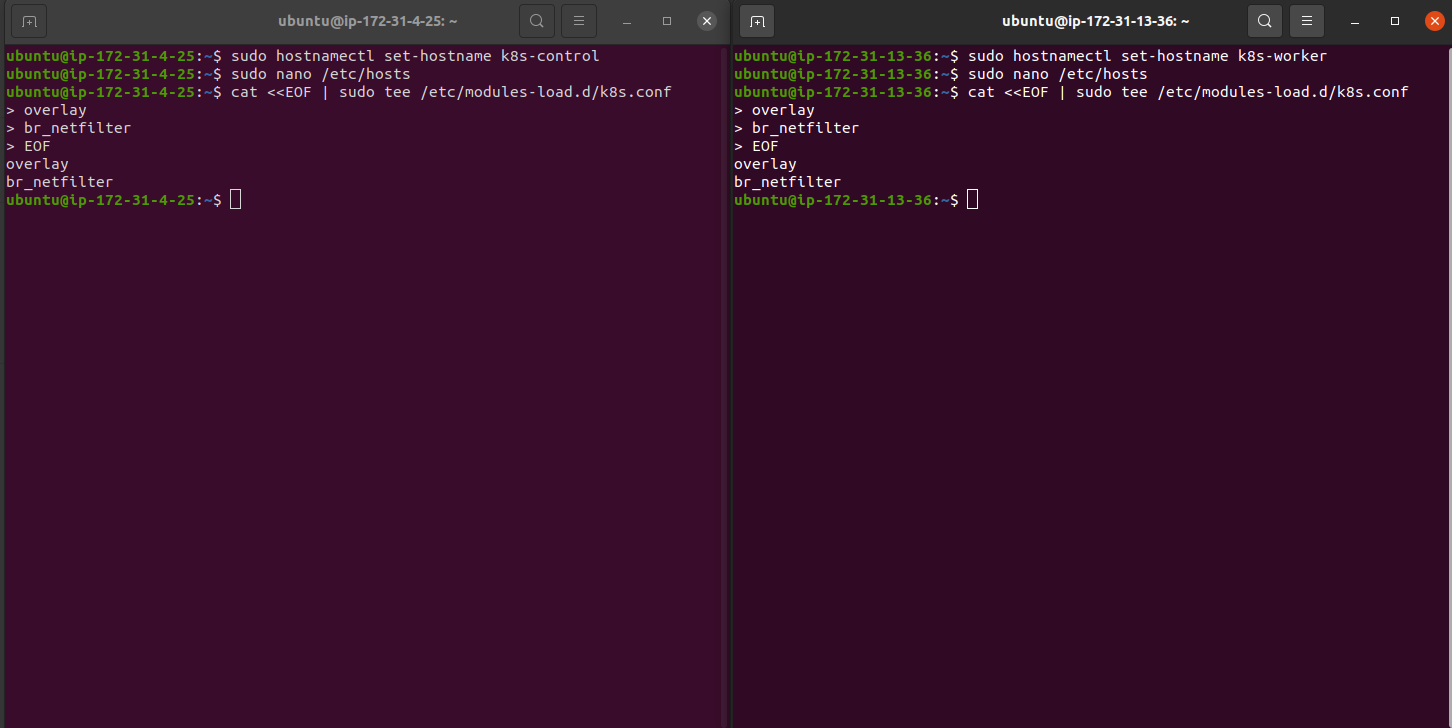 ubuntu@ip-172-31-4-25: ~
ubuntu@ip-172-31-4-25:~$ sudo hostnamectl set-hostname k8s-control
ubuntu@ip-172-31-4-25:~$ sudo nano /etc/hosts
ubuntu@ip-172-31-4-25:~$ cat <<EOF | sudo tee /etc/modules-load.d/k8s.conf
> overlay
> br_netfilter
> EOF
overlay
br_netfilter
ubuntu@ip-172-31-4-25:~$
ubuntu@ip-172-31-13-36: ~
ubuntu@ip-172-31-13-36:~$ sudo hostnamectl set-hostname k8s-worker
ubuntu@ip-172-31-13-36:~$ sudo nano /etc/hosts
ubuntu@ip-172-31-13-36:~$ cat <<EOF | sudo tee /etc/modules-load.d/k8s.conf
> overlay
> br_netfilter
> EOF
overlay
br_netfilter
ubuntu@ip-172-31-13-36:~$